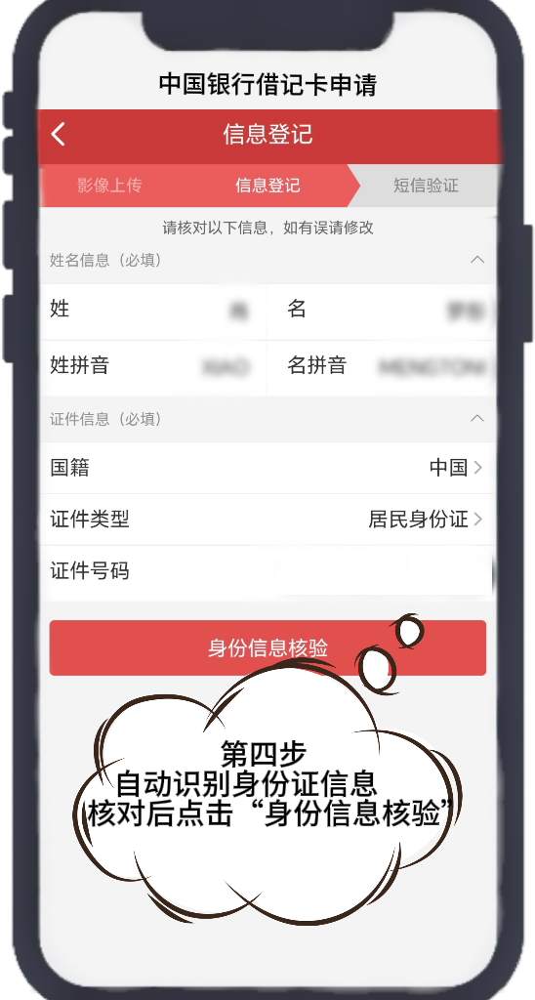 中国银行借记卡申请
信息登记
影像上传 信息登记 短信验证
请核对以下信息，如有误请修改
姓名信息（必填）
姓 名
姓拼音 XIAO 名拼音
证件信息（必填）
国籍 中国
证件类型 居民身份证
证件号码
身份信息核验
第四步
自动识别身份证信息
核对后点击“身份信息核验”